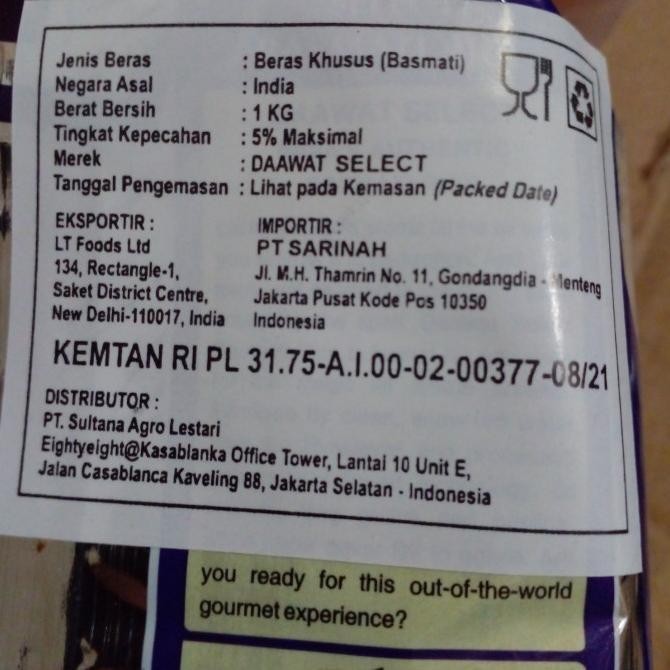 Jenis Beras : Beras Khusus (Basmati)
Negara Asal : India
Berat Bersih : 1 KG
Tingkat Kepecahan : 5% Maksimal
Merek : DAAWAT SELECT
Tanggal Pengemasan : Lihat pada Kemasan (Packed Date)
EKSPORTIR :
LT Foods Ltd
134, Rectangle-1,
Saket District Centre,
New Delhi-110017, India
IMPORTIR :
PT SARINAH
Jl. M.H. Thamrin No. 11, Gondangdia - Menteng
Jakarta Pusat Kode Pos 10350
Indonesia
KEMTAN RI PL 31.75-A.I.00-02-00377-08/21
DISTRIBUTOR :
PT. Sultana Agro Lestari
Eightyeight@Kasablanka Office Tower, Lantai 10 Unit E,
Jalan Casablanca Kaveling 88, Jakarta Selatan - Indonesia
you ready for this out-of-the-world
gourmet experience?